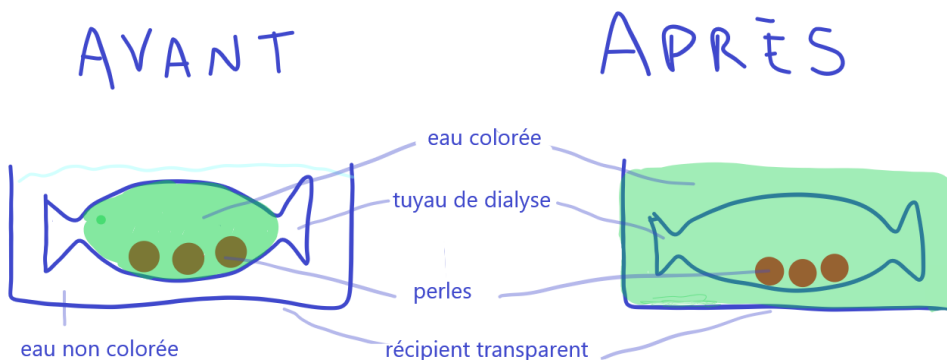 AVANT
APRÈS
eau colorée
tuyau de dialyse
perles
eau non colorée
récipient transparent